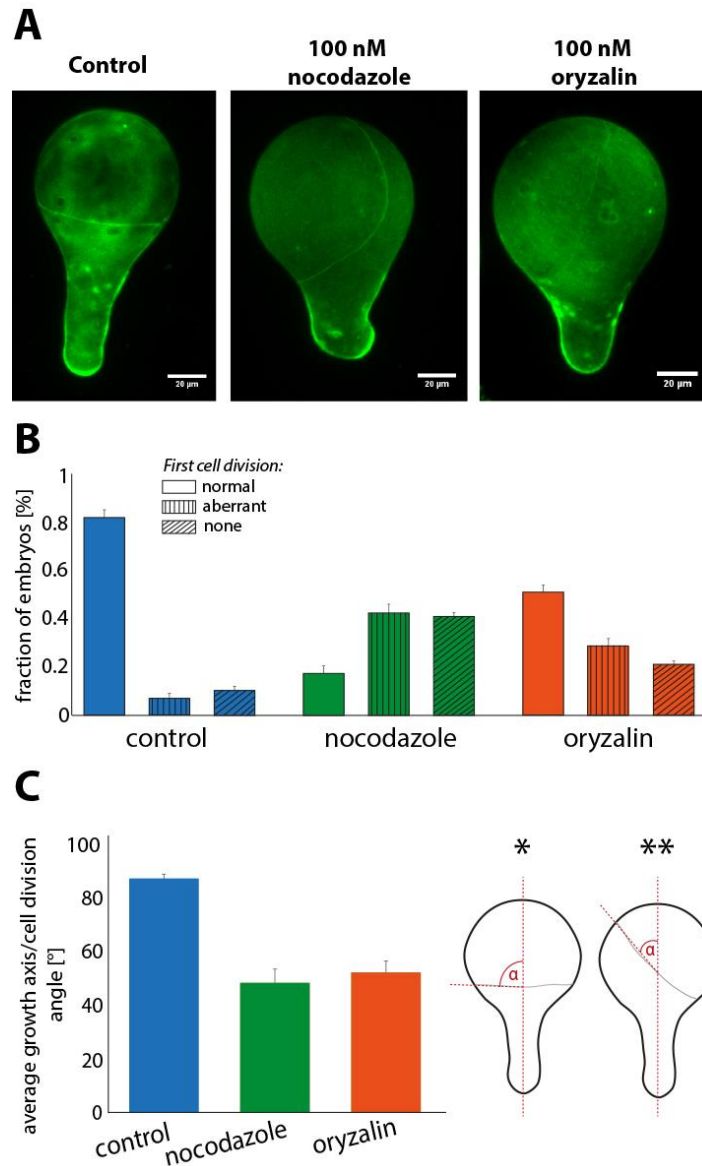 A
Control
100 nM
nocodazole
100 nM
oryzalin
20 μm
20 μm
20 μm
B
fraction of embryos [%]
1
0.8
0.6
0.4
0.2
0
First cell division:
normal
aberrant
none
control
nocodazole
oryzalin
C
average growth axis/cell division
angle [°]
100
80
60
40
20
0
control
nocodazole
oryzalin
*
**
α
α